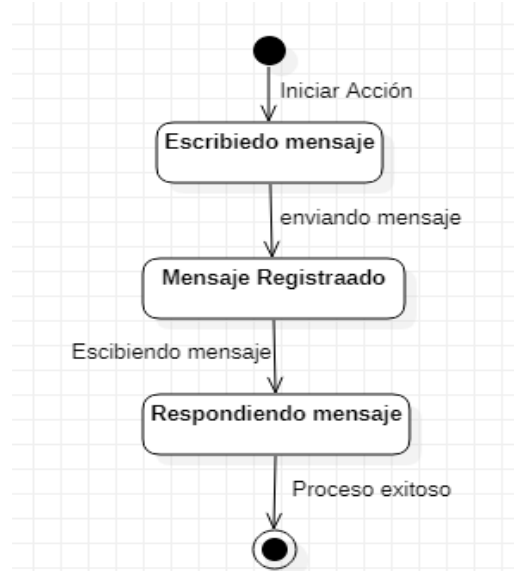 Iniciar Acción
Escribiedo mensaje
enviando mensaje
Mensaje Registraado
Escibiendo mensaje
Respondiendo mensaje
Proceso exitoso